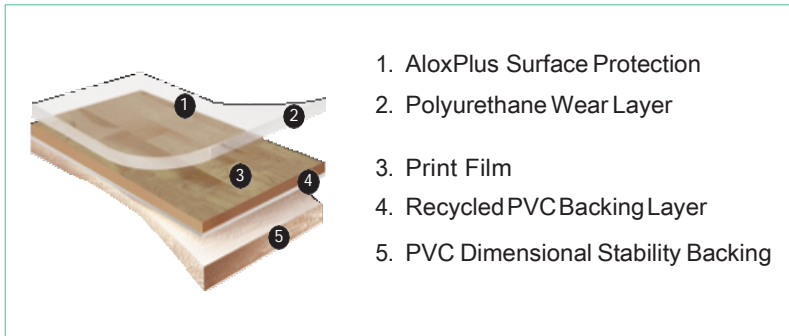 1. AloxPlus Surface Protection
2. Polyurethane Wear Layer
3. Print Film
4. Recycled PVC Backing Layer
5. PVC Dimensional Stability Backing
1
2
3
4
5